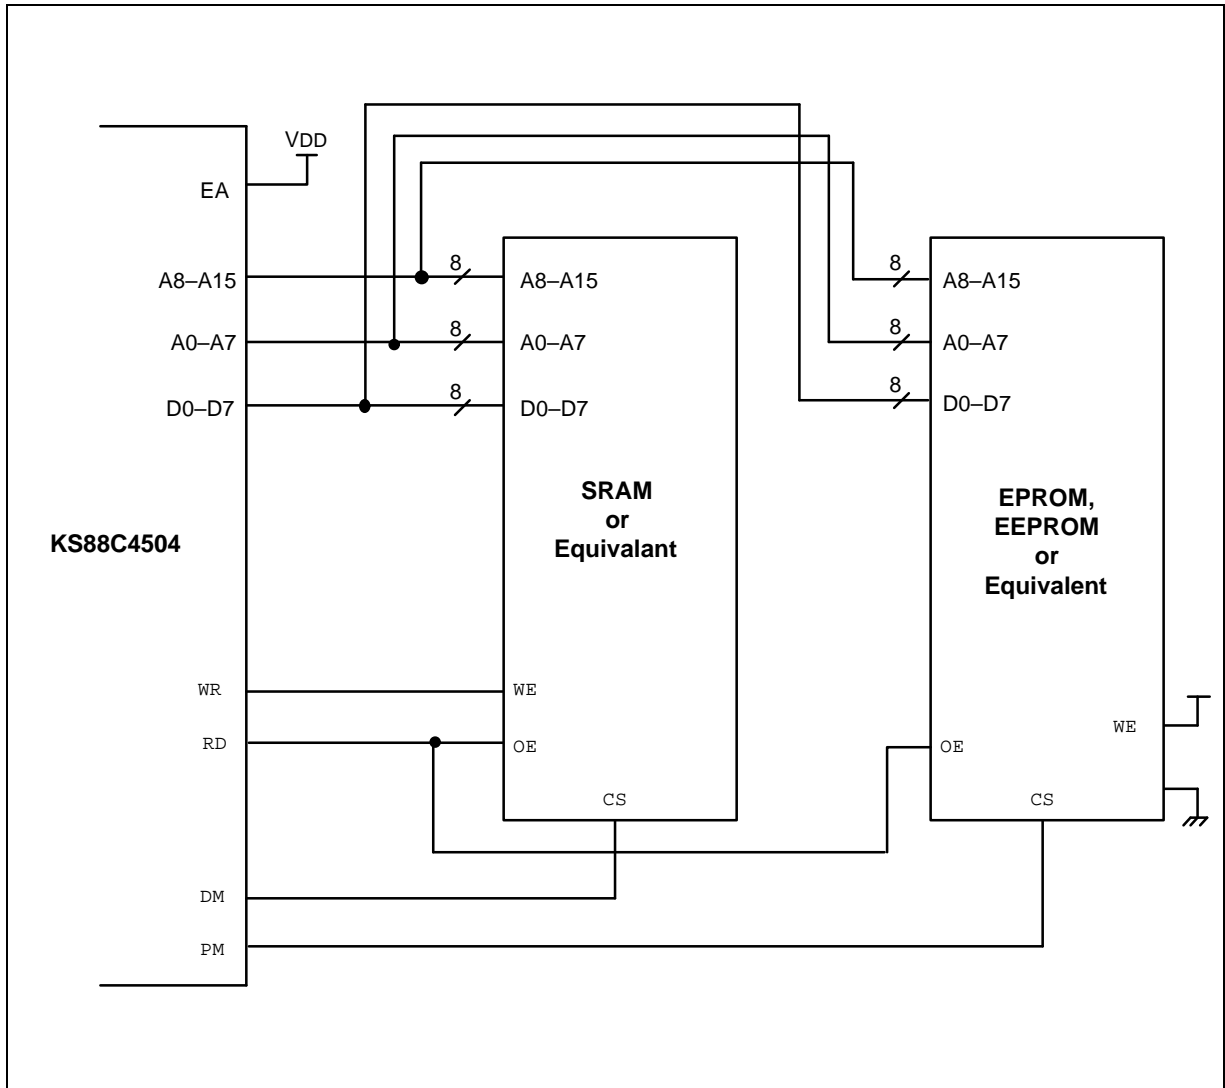 VDD
EA
A8–A15
A0–A7
D0–D7
KS88C4504
WR
RD
DM
PM
8
8
8
A8–A15
A0–A7
D0–D7
SRAM
or
Equivalant
WE
OE
CS
8
8
8
A8–A15
A0–A7
D0–D7
EPROM,
EEPROM
or
Equivalent
WE
OE
CS